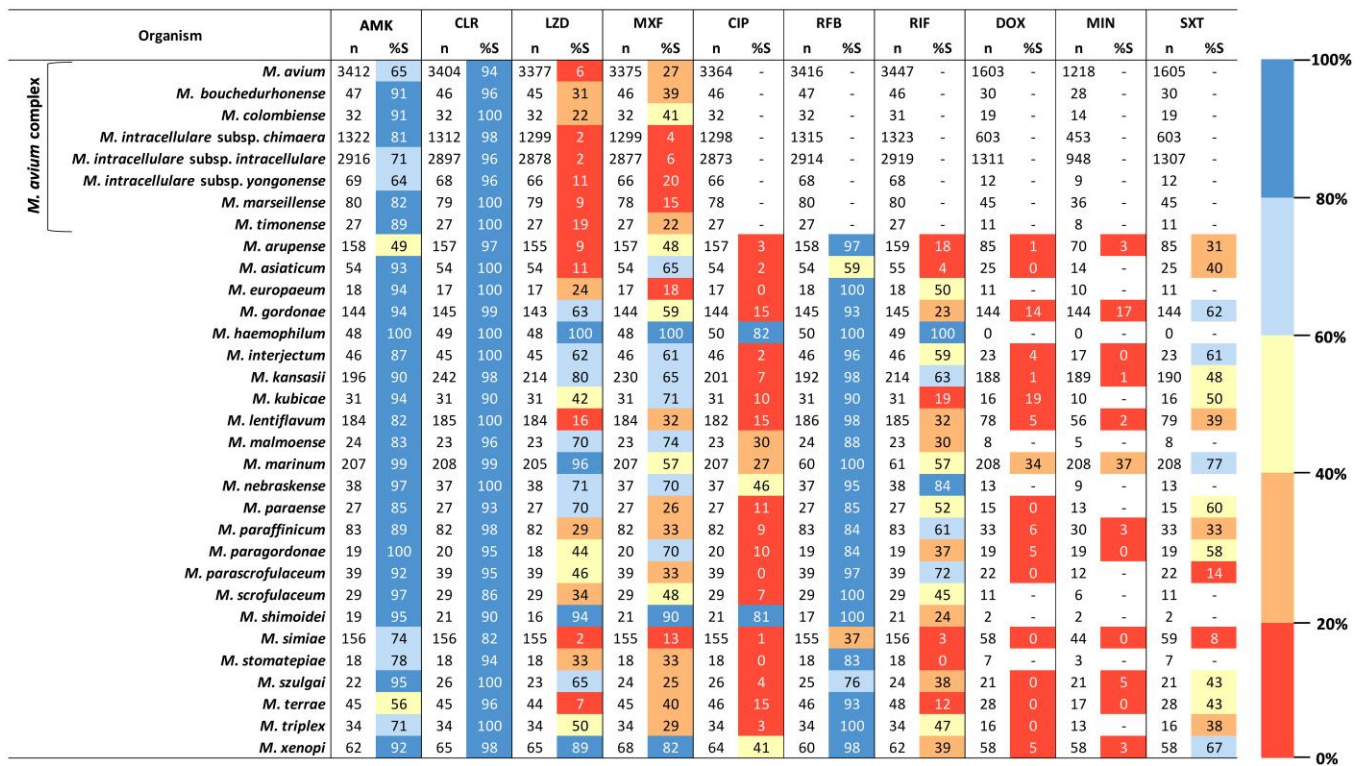 Organism AMK CLR LZD MXF CIP RFB RIF DOX MIN SXT
n %S n %S n %S n %S n %S n %S n %S n %S n %S n %S
M. avium complex
M. avium 3412 65 3404 94 3377 6 3375 27 3364 - 3416 - 3447 - 1603 - 1218 - 1605 -
M. bouchedurhonense 47 91 46 96 45 31 46 39 46 - 47 - 46 - 30 - 28 - 30 -
M. colombiense 32 91 32 100 32 22 32 41 32 - 32 - 31 - 19 - 14 - 19 -
M. intracellulare subsp. chimaera 1322 81 1312 98 1299 2 1299 4 1298 - 1315 - 1323 - 603 - 453 - 603 -
M. intracellulare subsp. intracellulare 2916 71 2897 96 2878 2 2877 6 2873 - 2914 - 2919 - 1311 - 948 - 1307 -
M. intracellulare subsp. yongonense 69 64 68 96 66 11 66 20 66 - 68 - 68 - 12 - 9 - 12 -
M. marseillense 80 82 79 100 79 9 78 15 78 - 80 - 80 - 45 - 36 - 45 -
M. timonense 27 89 27 100 27 19 27 22 27 - 27 - 27 - 11 - 8 - 11 -
M. arupense 158 49 157 97 155 9 157 48 157 3 158 97 159 18 85 1 70 3 85 31
M. asiaticum 54 93 54 100 54 11 54 65 54 2 54 59 55 4 25 0 14 - 25 40
M. europaeum 18 94 17 100 17 24 17 18 17 0 18 100 18 50 11 - 10 - 11 -
M. gordonae 144 94 145 99 144 63 144 59 144 15 145 93 145 23 144 14 144 17 144 62
M. haemophilum 48 100 49 100 48 100 48 100 50 82 50 100 49 100 0 - 0 - 0 -
M. interjectum 46 87 45 100 45 62 46 61 46 2 46 96 46 59 23 4 17 0 23 61
M. kansasii 196 90 242 98 214 80 230 65 201 7 192 98 214 63 188 1 189 1 190 48
M. kubicae 31 94 31 90 31 42 31 71 31 10 31 90 31 19 16 19 10 - 16 50
M. lentiflavum 184 82 185 100 184 16 184 32 182 15 186 98 185 32 78 5 56 2 79 39
M. malmoense 24 83 23 96 23 70 23 74 23 30 24 88 23 30 8 - 8 - 8 -
M. marinum 207 99 208 99 205 96 207 57 207 27 60 100 61 57 208 34 208 37 208 77
M. nebraskense 38 97 37 100 38 71 37 70 37 46 37 95 38 84 13 - 9 - 13 -
M. paraense 27 85 27 93 27 70 27 26 27 11 27 85 27 52 15 0 13 - 15 60
M. paraffinicum 83 89 82 98 82 29 82 33 82 9 83 84 83 61 33 6 30 3 33 33
M. paragordonae 19 100 20 95 18 44 20 70 20 10 19 84 19 37 19 5 19 0 19 58
M. parascrofulaceum 39 92 39 95 39 46 39 33 39 0 39 97 39 72 22 0 12 - 22 14
M. scrofulaceum 29 97 29 86 29 34 29 48 29 7 29 100 29 45 11 - 6 - 11 -
M. shimoidei 19 95 21 90 16 94 21 90 21 81 17 100 21 24 2 - 2 - 2 -
M. simiae 156 74 156 82 155 2 155 13 155 1 155 37 156 3 58 0 44 0 59 8
M. stomatepiae 18 78 18 94 18 33 18 33 18 0 18 83 18 0 7 - 3 - 7 -
M. szulgai 22 95 26 100 23 65 24 25 26 4 25 76 24 38 21 0 21 5 21 43
M. terrae 45 56 45 96 44 7 45 40 46 15 46 93 48 12 28 0 17 0 28 43
M. triplex 34 71 34 100 34 50 34 29 34 3 34 100 34 47 16 0 13 - 16 38
M. xenopi 62 92 65 98 65 89 68 82 64 41 60 98 62 39 58 5 58 3 58 67
100%
80%
60%
40%
20%
0%